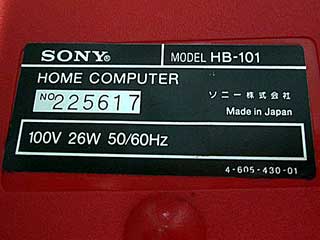 SONY® MODEL HB-101
HOME COMPUTER
NO 225617
ソニー株式会社
Made in Japan
100V 26W 50/60Hz
4-605-430-01